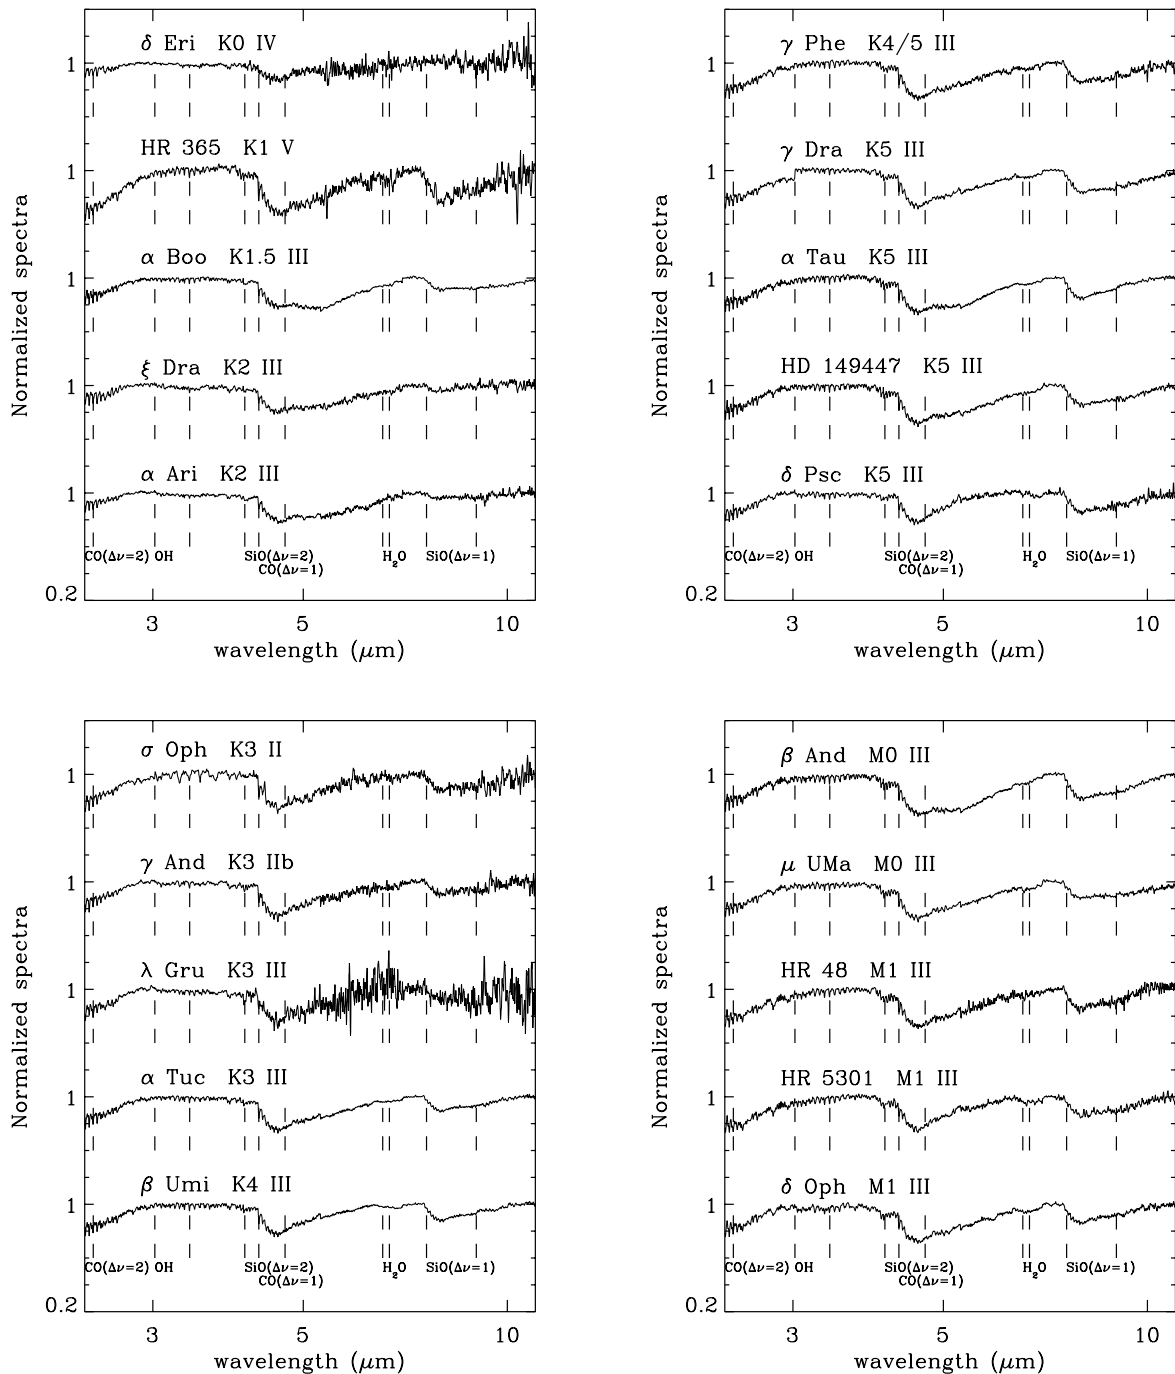 δ Eri K0 IV
1
HR 365 K1 V
1
α Boo K1.5 III
1
ξ Dra K2 III
1
α Ari K2 III
1
CO(Δν=2) OH SiO(Δν=2) H2O SiO(Δν=1)
CO(Δν=1)
0.2
3 5 10
wavelength (μm)
Normalized spectra
γ Phe K4/5 III
1
γ Dra K5 III
1
α Tau K5 III
1
HD 149447 K5 III
1
δ Psc K5 III
1
CO(Δν=2) OH SiO(Δν=2) H2O SiO(Δν=1)
CO(Δν=1)
0.2
3 5 10
wavelength (μm)
Normalized spectra
σ Oph K3 II
1
γ And K3 IIb
1
λ Gru K3 III
1
α Tuc K3 III
1
β Umi K4 III
1
CO(Δν=2) OH SiO(Δν=2) H2O SiO(Δν=1)
CO(Δν=1)
0.2
3 5 10
wavelength (μm)
Normalized spectra
β And M0 III
1
μ UMa M0 III
1
HR 48 M1 III
1
HR 5301 M1 III
1
δ Oph M1 III
1
CO(Δν=2) OH SiO(Δν=2) H2O SiO(Δν=1)
CO(Δν=1)
0.2
3 5 10
wavelength (μm)
Normalized spectra